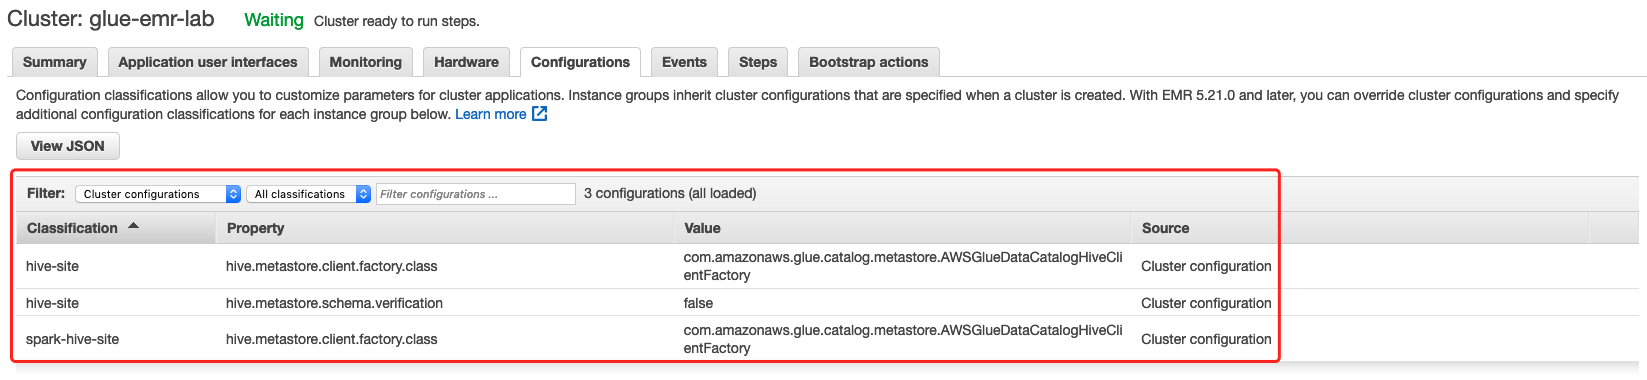 Cluster: glue-emr-lab Waiting Cluster ready to run steps.
Summary Application user interfaces Monitoring Hardware Configurations Events Steps Bootstrap actions
Configuration classifications allow you to customize parameters for cluster applications. Instance groups inherit cluster configurations that are specified when a cluster is created. With EMR 5.21.0 and later, you can override cluster configurations and specify
additional configuration classifications for each instance group below. Learn more
View JSON
Filter: Cluster configurations All classifications Filter configurations ... 3 configurations (all loaded)
Classification Property Value Source
hive-site hive.metastore.client.factory.class com.amazonaws.glue.catalog.metastore.AWSGlueDataCatalogHiveCli
entFactory Cluster configuration
hive-site hive.metastore.schema.verification false Cluster configuration
spark-hive-site hive.metastore.client.factory.class com.amazonaws.glue.catalog.metastore.AWSGlueDataCatalogHiveCli
entFactory Cluster configuration